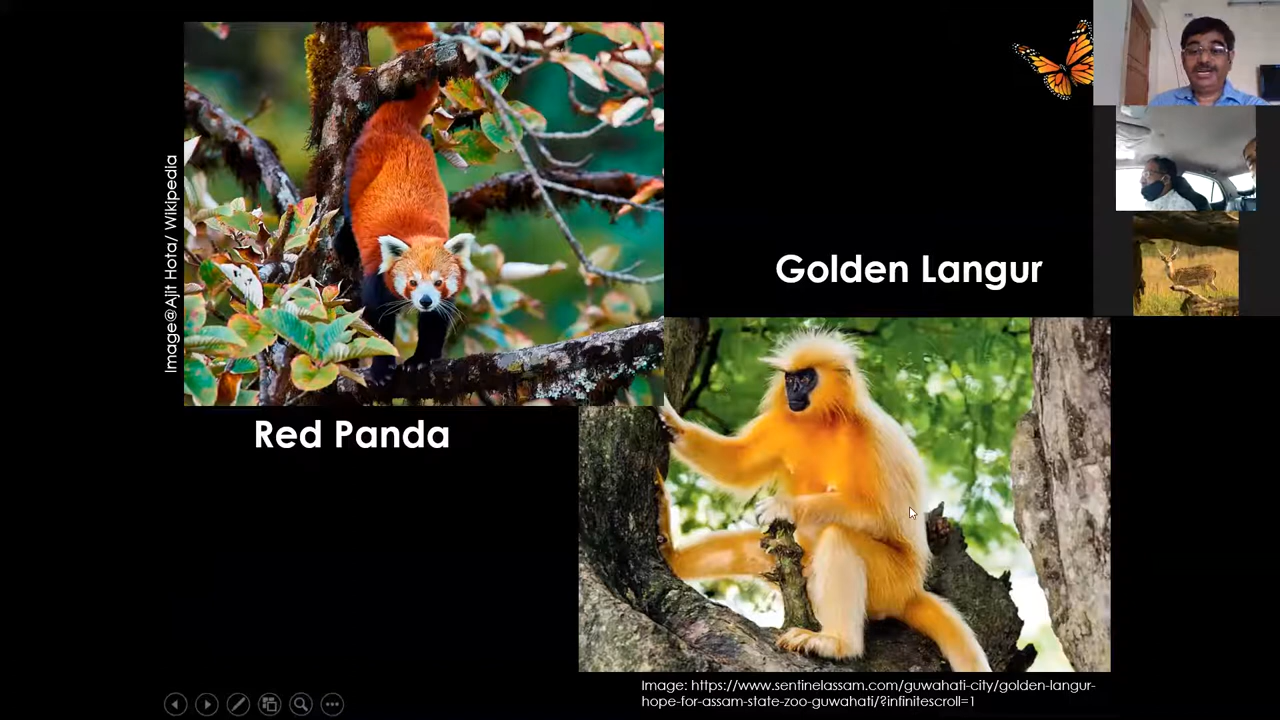 Image@Ajit Hota/ Wikipedia
Golden Langur
Red Panda
Image: https://www.sentinelassam.com/guwahati-city/golden-langur-
hope-for-assam-state-zoo-guwahati/?infinitescroll=1